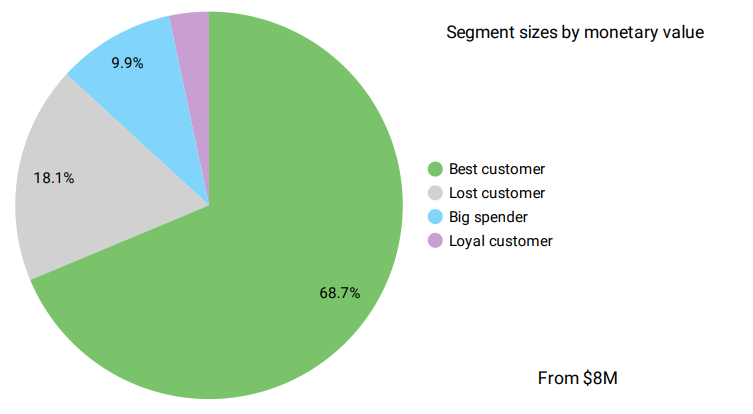 Segment sizes by monetary value
9.9%
18.1%
68.7%
Best customer
Lost customer
Big spender
Loyal customer
From $8M